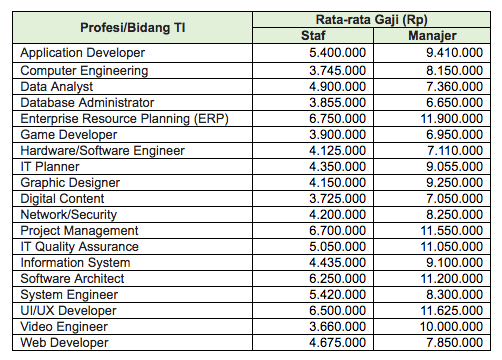 Profesi/Bidang TI Rata-rata Gaji (Rp)
Staf Manajer
Application Developer 5.400.000 9.410.000
Computer Engineering 3.745.000 8.150.000
Data Analyst 4.900.000 7.360.000
Database Administrator 3.855.000 6.650.000
Enterprise Resource Planning (ERP) 6.750.000 11.900.000
Game Developer 3.900.000 6.950.000
Hardware/Software Engineer 4.125.000 7.110.000
IT Planner 4.350.000 9.055.000
Graphic Designer 4.150.000 9.250.000
Digital Content 3.725.000 7.050.000
Network/Security 4.200.000 8.250.000
Project Management 6.700.000 11.550.000
IT Quality Assurance 5.050.000 11.050.000
Information System 4.435.000 9.100.000
Software Architect 6.250.000 11.200.000
System Engineer 5.420.000 8.300.000
UI/UX Developer 6.500.000 11.625.000
Video Engineer 3.660.000 10.000.000
Web Developer 4.675.000 7.850.000